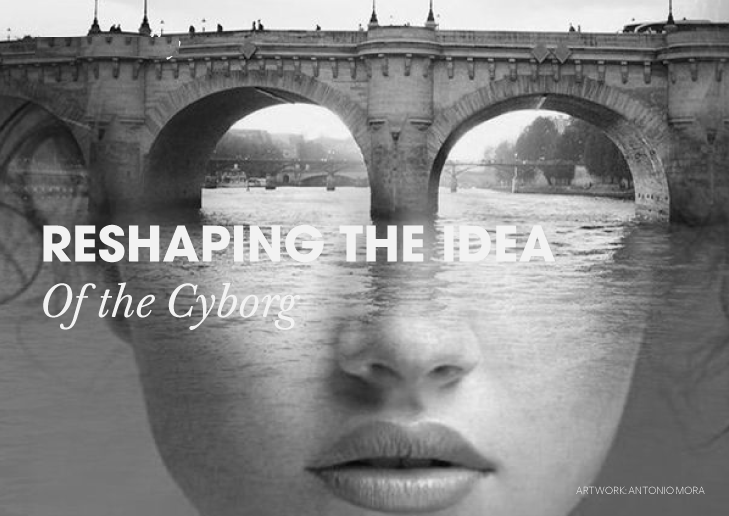 RESHAPING THE IDEA
Of the Cyborg
ARTWORK: ANTONIO MORA